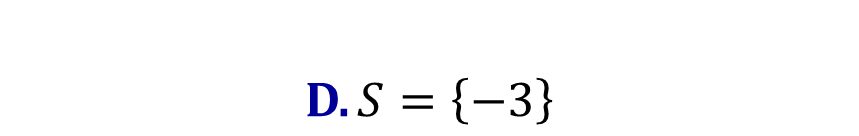 D. S = {−3}